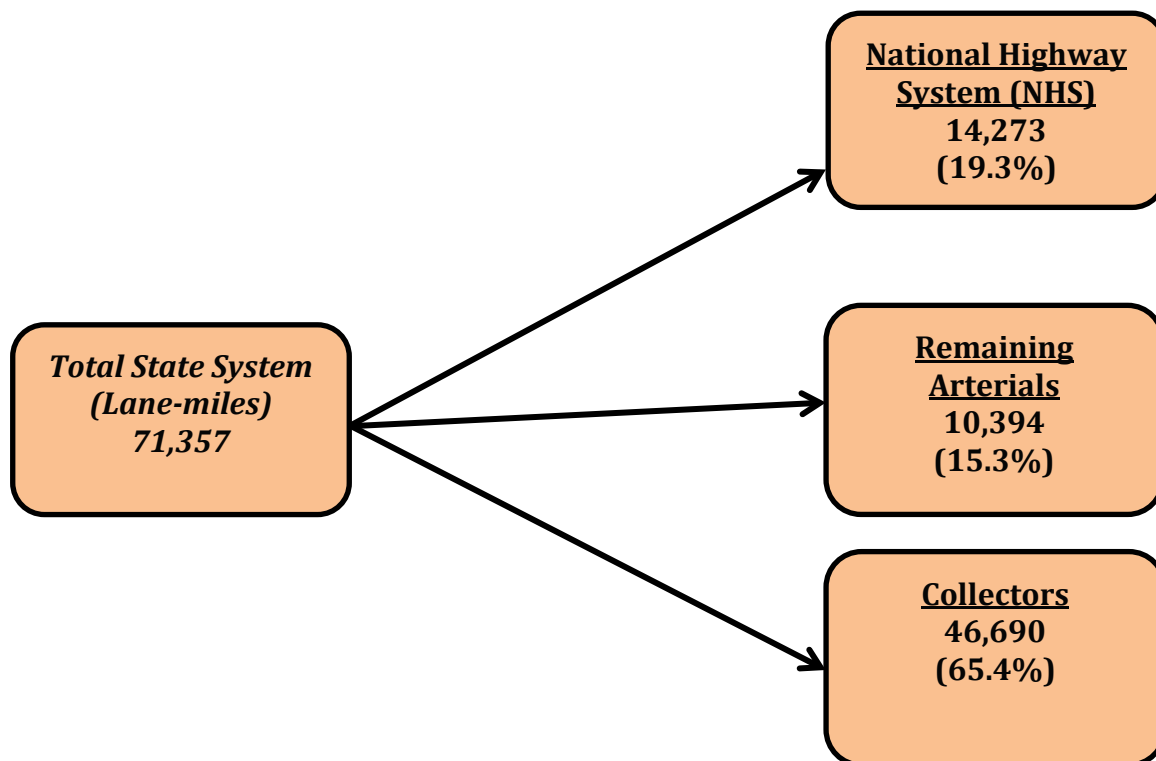 National Highway
System (NHS)
14,273
(19.3%)
Total State System
(Lane-miles)
71,357
Remaining
Arterials
10,394
(15.3%)
Collectors
46,690
(65.4%)